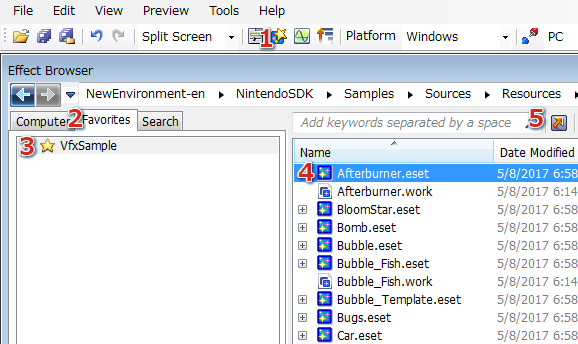 File Edit View Preview Tools Help
Split Screen 1 Platform Windows PC
Effect Browser
NewEnvironment-en NintendoSDK Samples Sources Resources
Computer 2 Favorites Search
Add keywords separated by a space 5
3 VfxSample
Name Date Modified
4 Afterburner.eset 5/8/2017 6:58
Afterburner.work 5/8/2017 6:14
BloomStar.eset 5/8/2017 6:58
Bomb.eset 5/8/2017 6:58
Bubble.eset 5/8/2017 6:58
Bubble_Fish.eset 5/8/2017 6:58
Bubble_Fish.work 5/8/2017 6:14
Bubble_Template.eset 5/8/2017 6:58
Bugs.eset 5/8/2017 6:58
Car.eset 5/8/2017 6:58